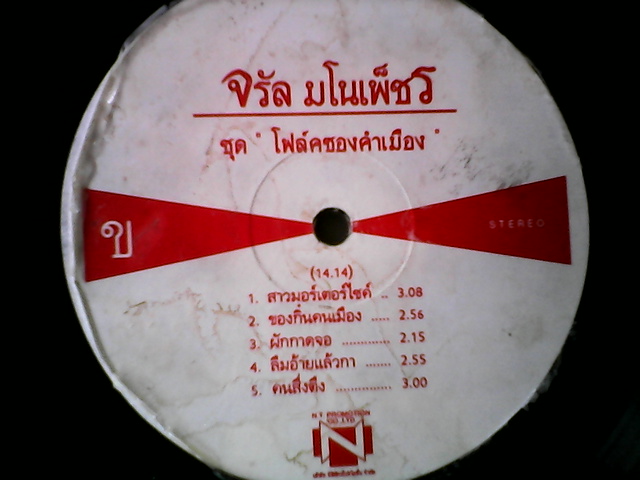 จรัล มโนเพ็ชร
ชุด " โฟล์คซองคำเมือง "
ข
STEREO
(14.14)
1. สาวมอร์เตอร์ไซค์ .. 3.08
2. ของกิ๋นคนเมือง ..... 2.56
3. ผักกาดจอ ............ 2.15
4. ลืมอ้ายแล้วกา ....... 2.55
5. คนสึ่งตึง .............. 3.00
N.T PROMOTION
CO.LTD
N